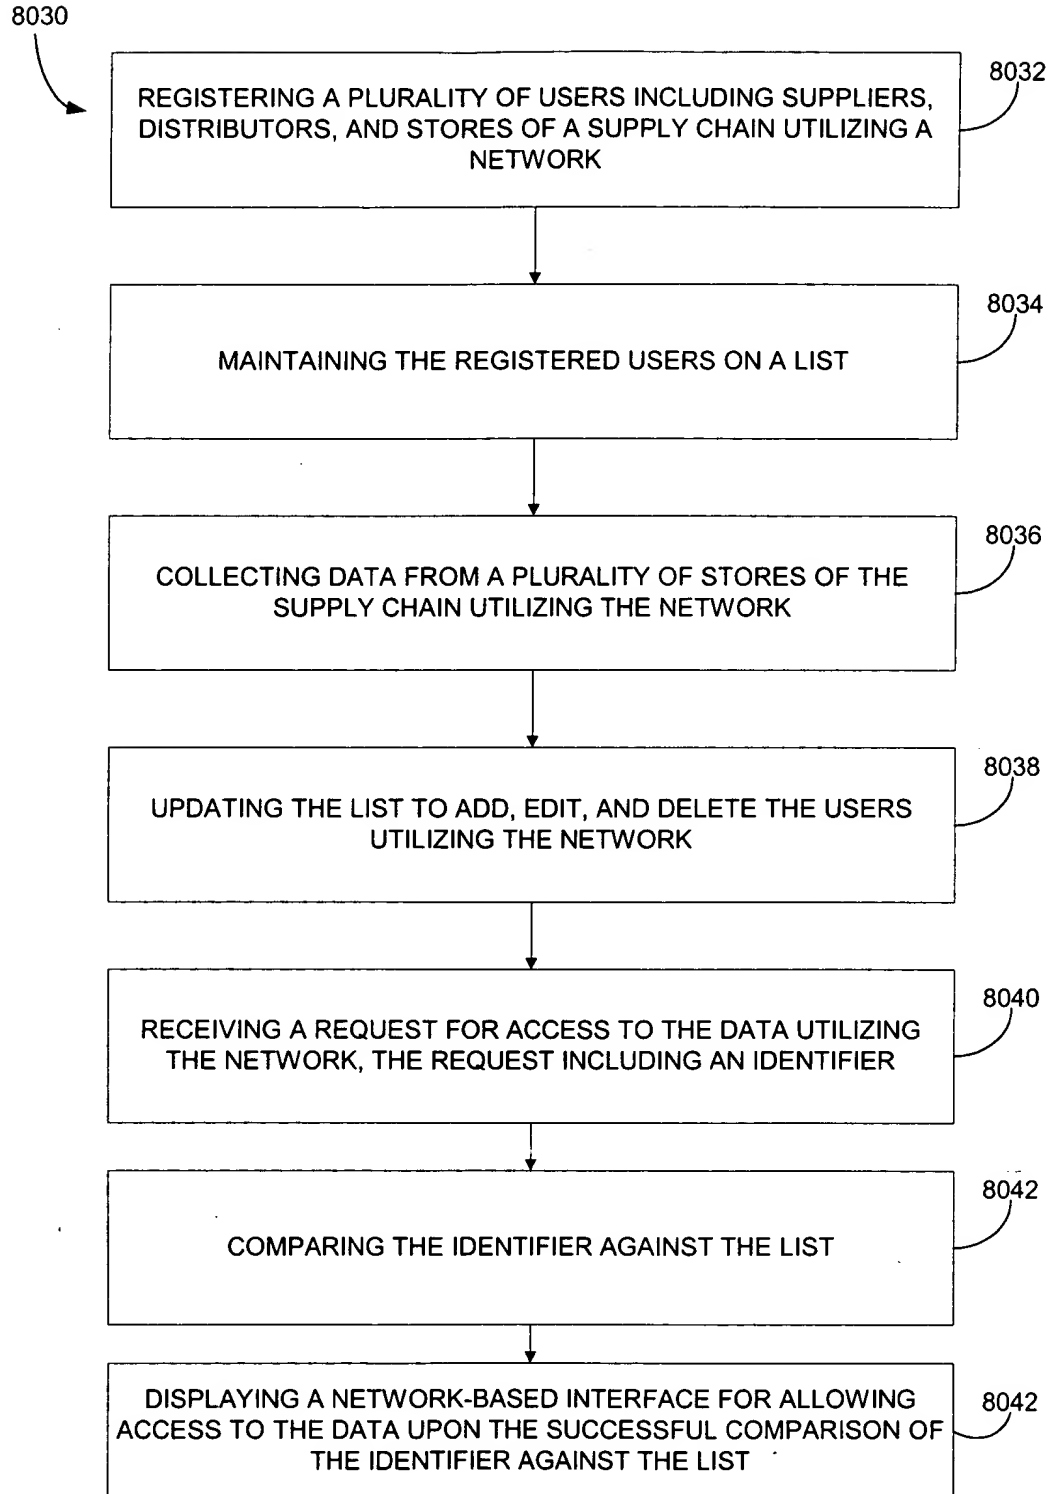 8030
8032
REGISTERING A PLURALITY OF USERS INCLUDING SUPPLIERS,
DISTRIBUTORS, AND STORES OF A SUPPLY CHAIN UTILIZING A
NETWORK
8034
MAINTAINING THE REGISTERED USERS ON A LIST
8036
COLLECTING DATA FROM A PLURALITY OF STORES OF THE
SUPPLY CHAIN UTILIZING THE NETWORK
8038
UPDATING THE LIST TO ADD, EDIT, AND DELETE THE USERS
UTILIZING THE NETWORK
8040
RECEIVING A REQUEST FOR ACCESS TO THE DATA UTILIZING
THE NETWORK, THE REQUEST INCLUDING AN IDENTIFIER
8042
COMPARING THE IDENTIFIER AGAINST THE LIST
8042
DISPLAYING A NETWORK-BASED INTERFACE FOR ALLOWING
ACCESS TO THE DATA UPON THE SUCCESSFUL COMPARISON OF
THE IDENTIFIER AGAINST THE LIST